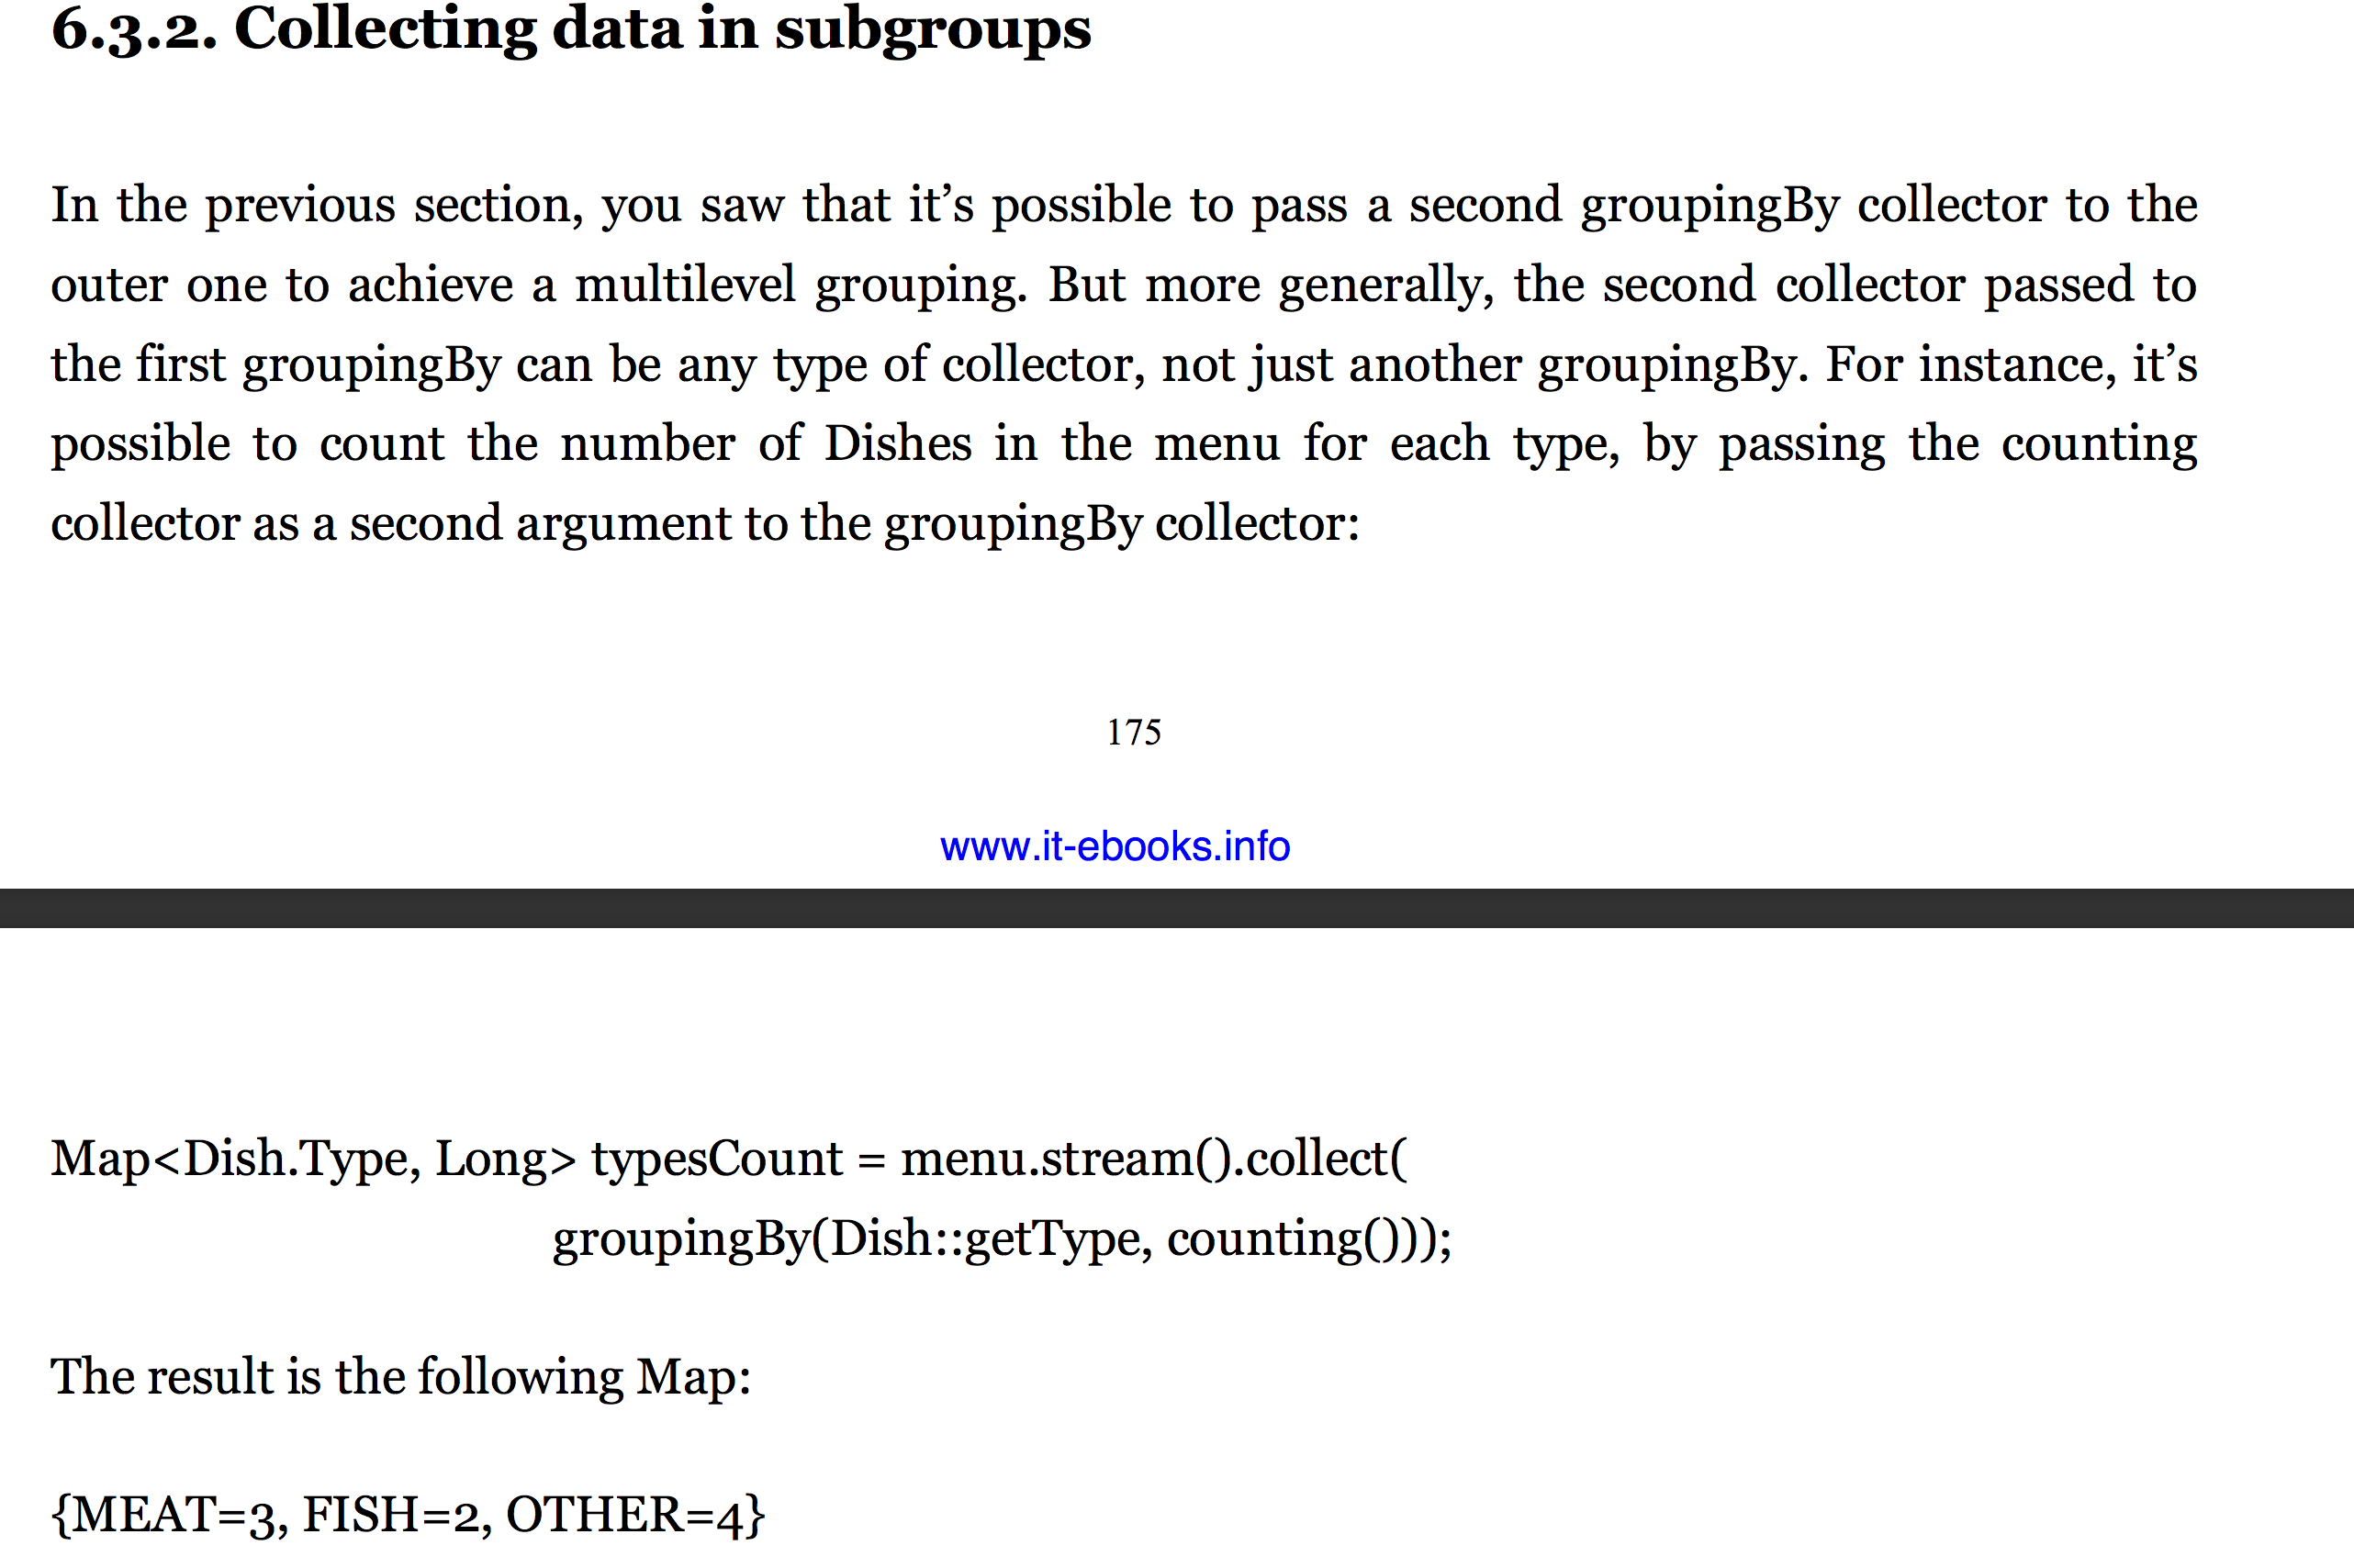 6.3.2. Collecting data in subgroups
In the previous section, you saw that it’s possible to pass a second groupingBy collector to the
outer one to achieve a multilevel grouping. But more generally, the second collector passed to
the first groupingBy can be any type of collector, not just another groupingBy. For instance, it’s
possible to count the number of Dishes in the menu for each type, by passing the counting
collector as a second argument to the groupingBy collector:
175
www.it-ebooks.info
Map<Dish.Type, Long> typesCount = menu.stream().collect(
groupingBy(Dish::getType, counting()));
The result is the following Map:
{MEAT=3, FISH=2, OTHER=4}